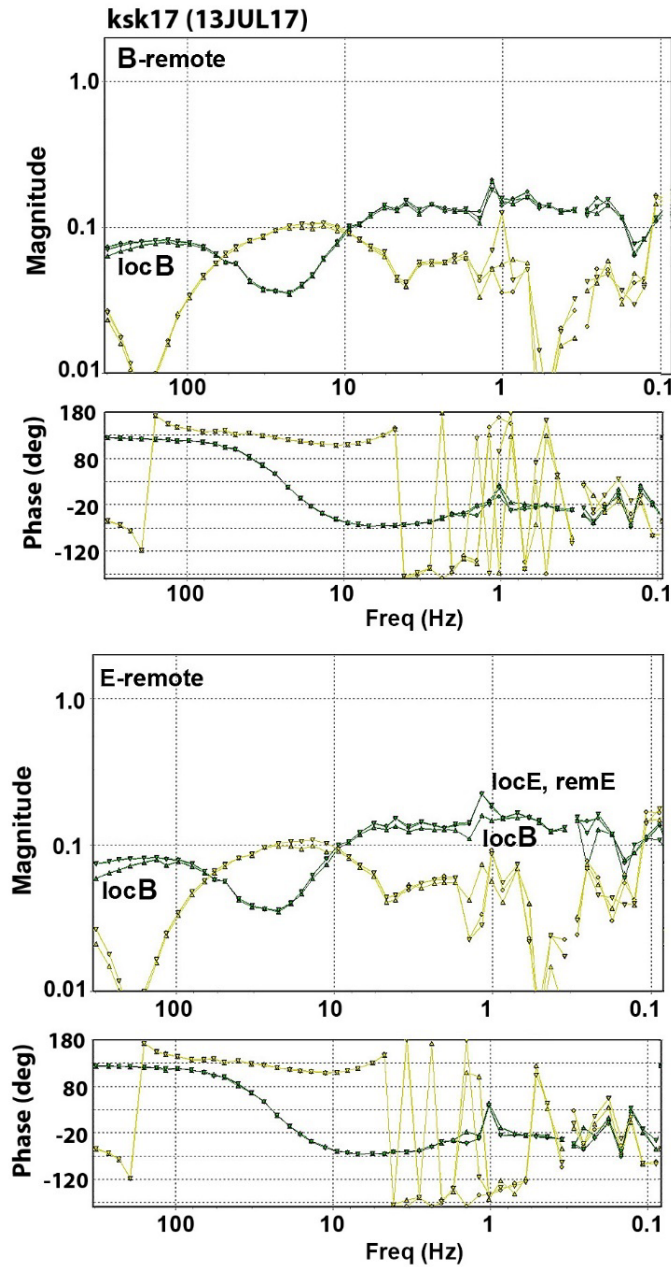 ksk17 (13JUL17)
B-remote
1.0
Magnitude
0.1
locB
0.01
100 10 1 0.1
180
80
-20
-120
Phase (deg)
100 10 1 0.1
Freq (Hz)
E-remote
1.0
locE, remE
Magnitude
0.1
locB
locB
0.01
100 10 1 0.1
180
80
-20
-120
Phase (deg)
100 10 1 0.1
Freq (Hz)